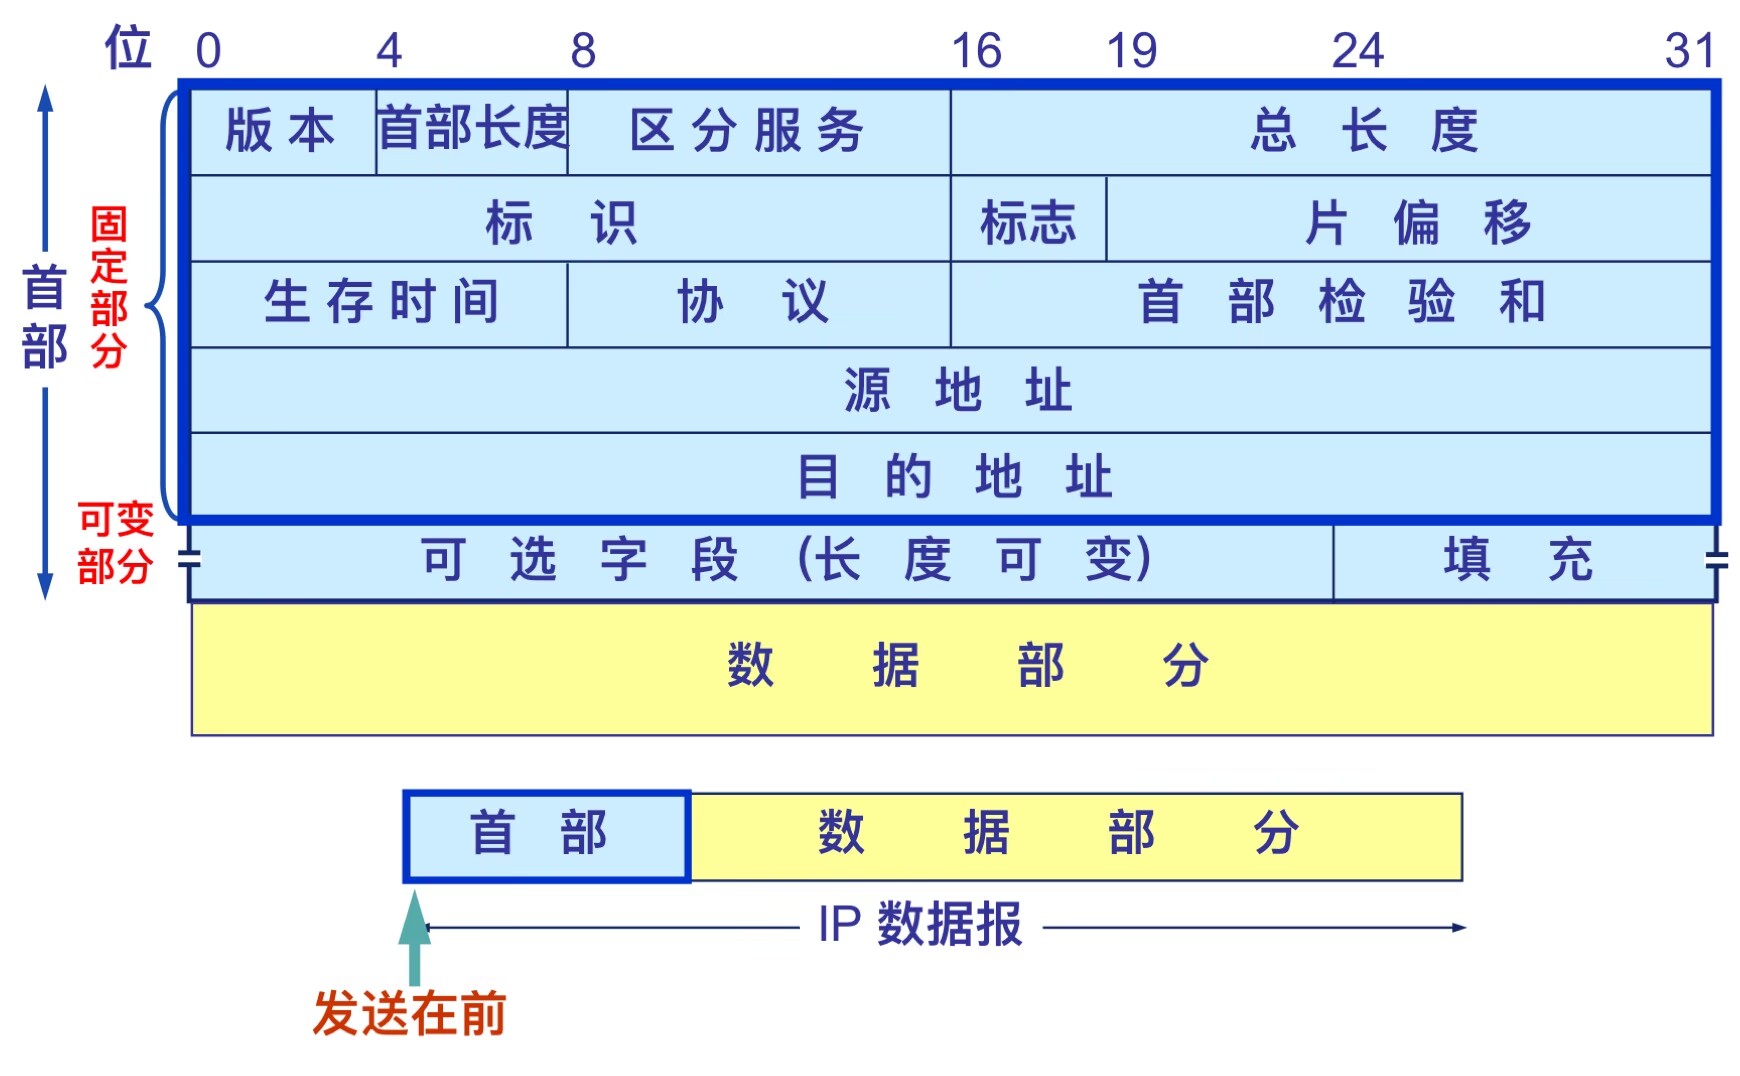 位 0 4 8 16 19 24 31
版 本 首部长度 区 分 服 务 总 长 度
标 识 标志 片 偏 移
生 存 时 间 协 议 首 部 检 验 和
源 地 址
目 的 地 址
可 选 字 段 (长 度 可 变) 填 充
数 据 部 分
首部
固定部分
可变
部分
首 部 数 据 部 分
IP 数据报
发送在前